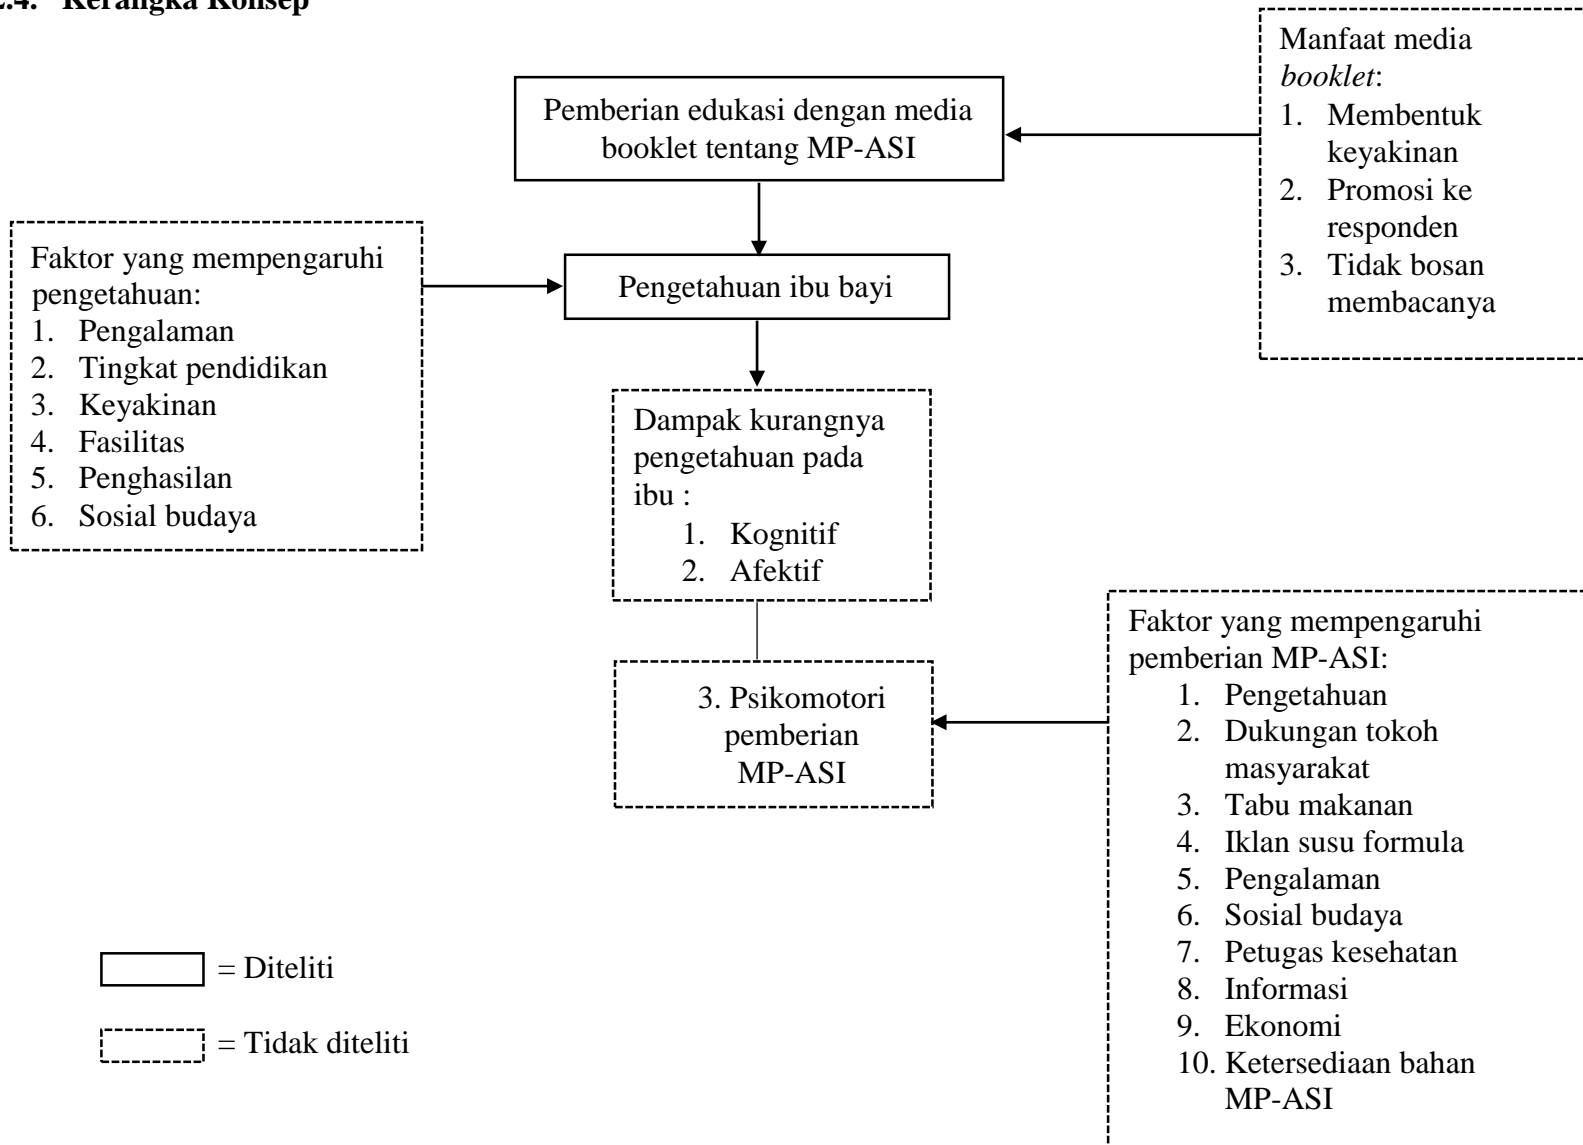 2.4. Kerangka Konsep
Manfaat media
booklet:
1. Membentuk
keyakinan
2. Promosi ke
responden
3. Tidak bosan
membacanya
Pemberian edukasi dengan media
booklet tentang MP-ASI
Faktor yang mempengaruhi
pengetahuan:
1. Pengalaman
2. Tingkat pendidikan
3. Keyakinan
4. Fasilitas
5. Penghasilan
6. Sosial budaya
Pengetahuan ibu bayi
Dampak kurangnya
pengetahuan pada
ibu :
1. Kognitif
2. Afektif
3. Psikomotori
pemberian
MP-ASI
Faktor yang mempengaruhi
pemberian MP-ASI:
1. Pengetahuan
2. Dukungan tokoh
masyarakat
3. Tabu makanan
4. Iklan susu formula
5. Pengalaman
6. Sosial budaya
7. Petugas kesehatan
8. Informasi
9. Ekonomi
10. Ketersediaan bahan
MP-ASI
= Diteliti
= Tidak diteliti